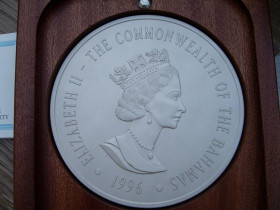 ELIZABETH II - THE COMMONWEALTH OF THE BAHAMAS
· 1996 ·